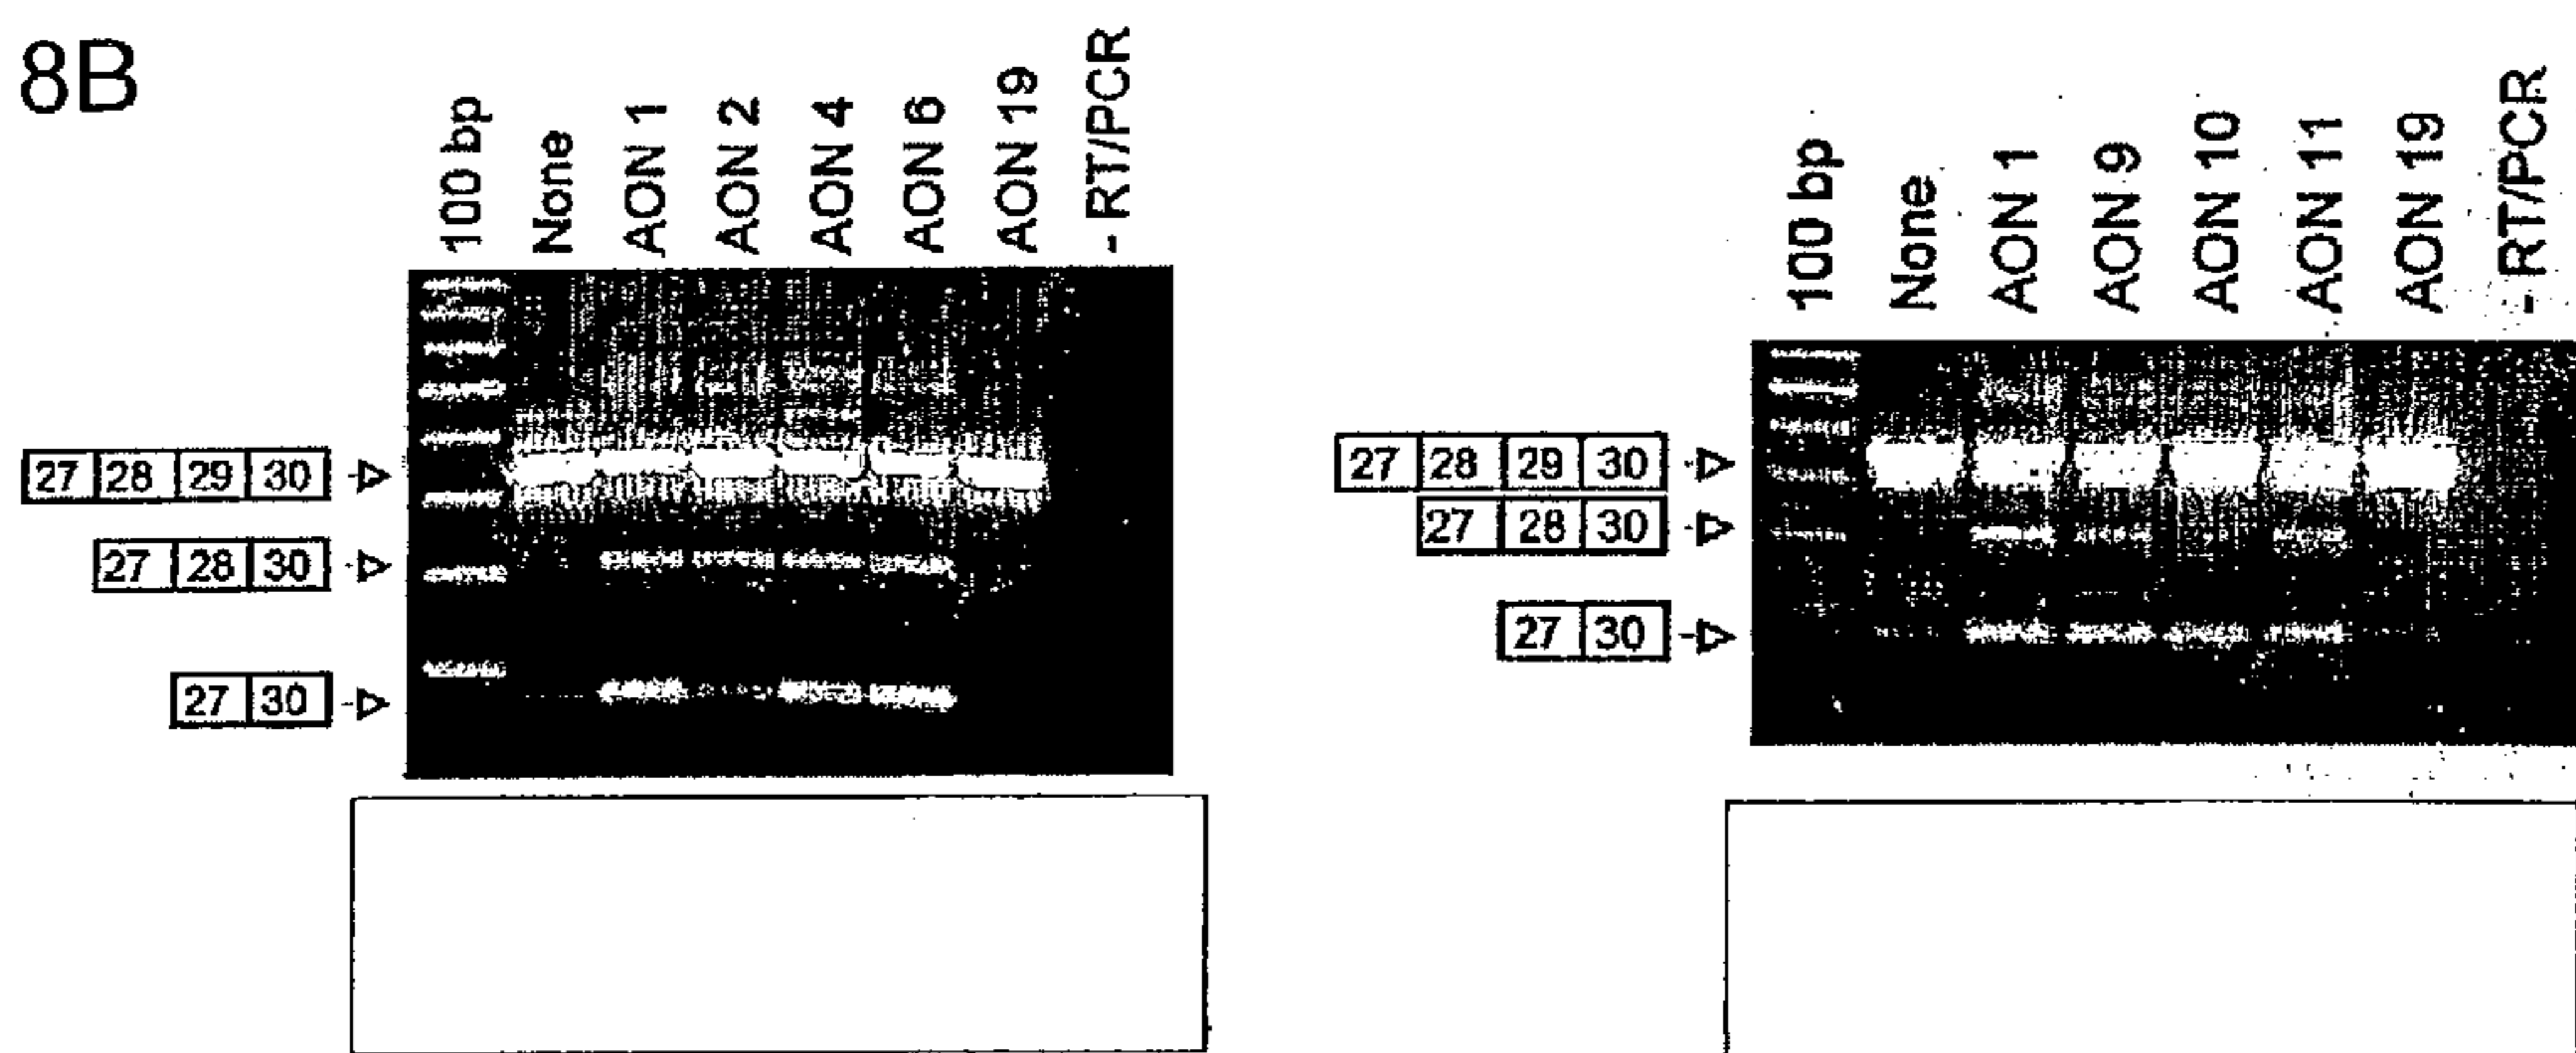 8B
100 bp
None
AON 1
AON 2
AON 4
AON 6
AON 19
- RT/PCR
27 28 29 30
27 28 30
27 30
100 bp
None
AON 1
AON 9
AON 10
AON 11
AON 19
- RT/PCR
27 28 29 30
27 28 30
27 30